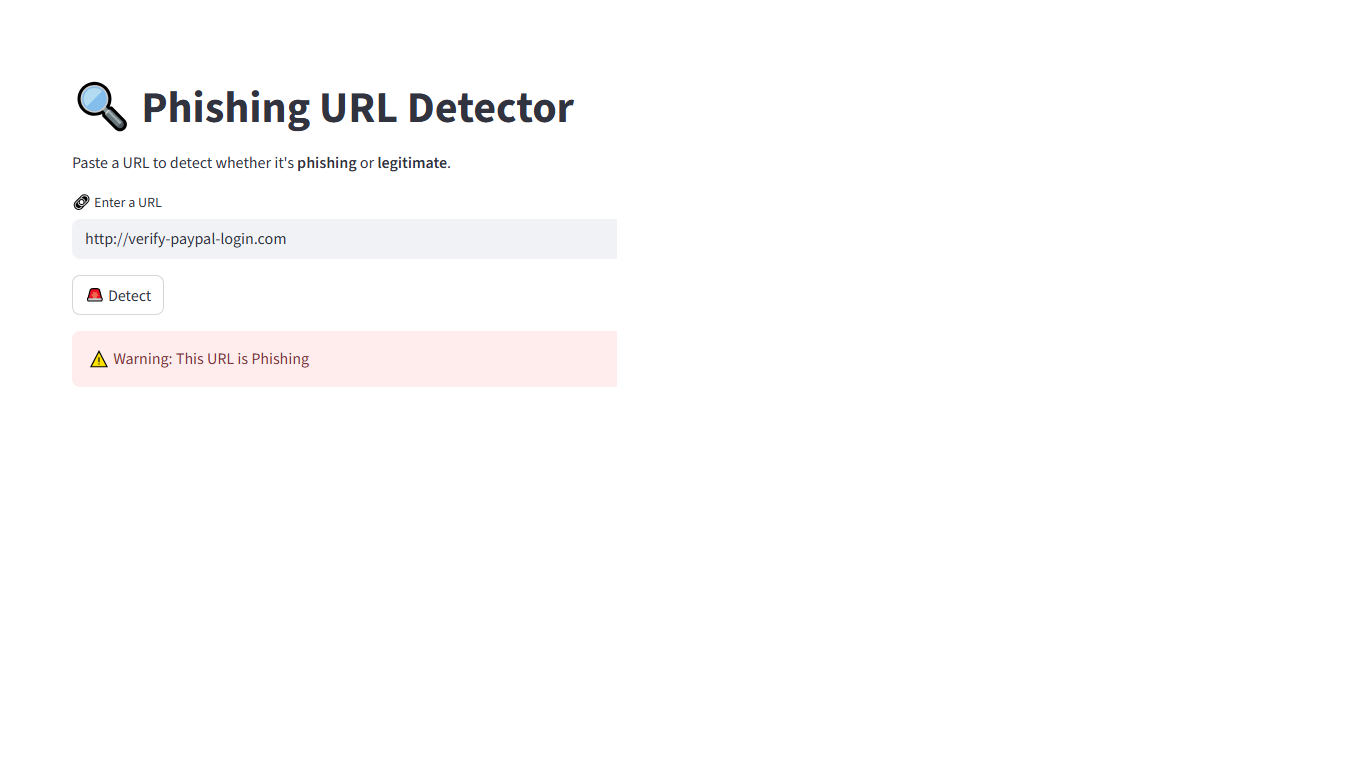 Phishing URL Detector
Paste a URL to detect whether it's phishing or legitimate.
Enter a URL
http://verify-paypal-login.com
Detect
Warning: This URL is Phishing